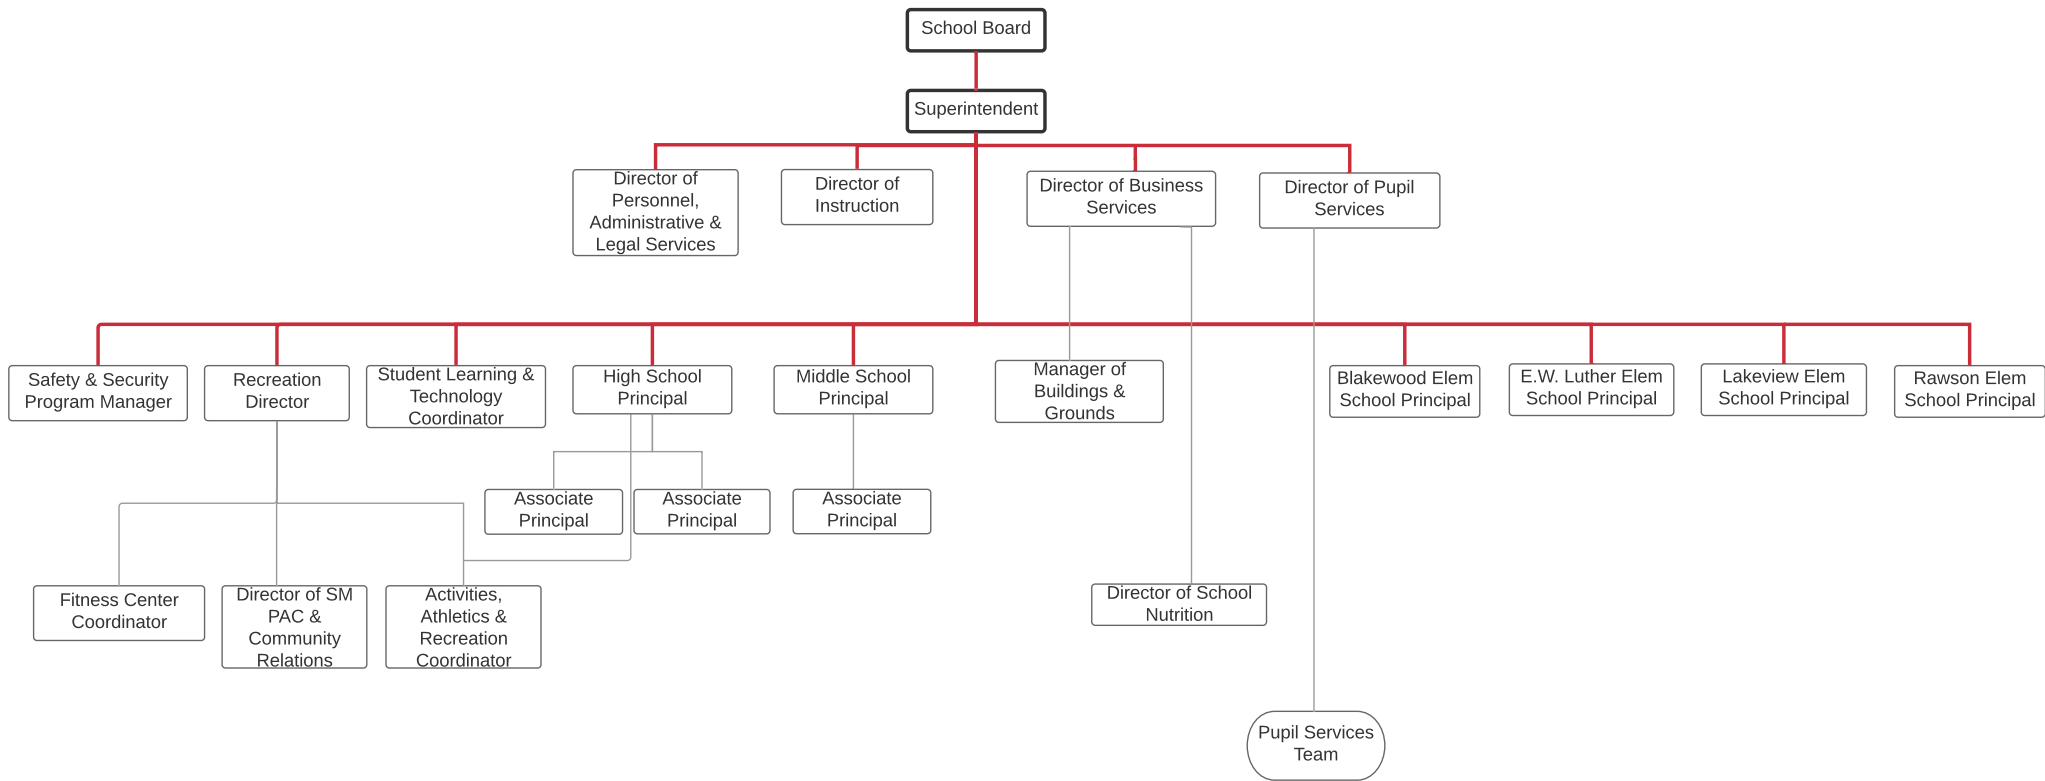 School Board
Superintendent
Director of
Personnel,
Administrative &
Legal Services
Director of
Instruction
Director of Business
Services
Director of Pupil
Services
Safety & Security
Program Manager
Recreation
Director
Student Learning &
Technology
Coordinator
High School
Principal
Middle School
Principal
Manager of
Buildings &
Grounds
Blakewood Elem
School Principal
E.W. Luther Elem
School Principal
Lakeview Elem
School Principal
Rawson Elem
School Principal
Associate
Principal
Associate
Principal
Associate
Principal
Fitness Center
Coordinator
Director of SM
PAC &
Community
Relations
Activities,
Athletics &
Recreation
Coordinator
Director of School
Nutrition
Pupil Services
Team